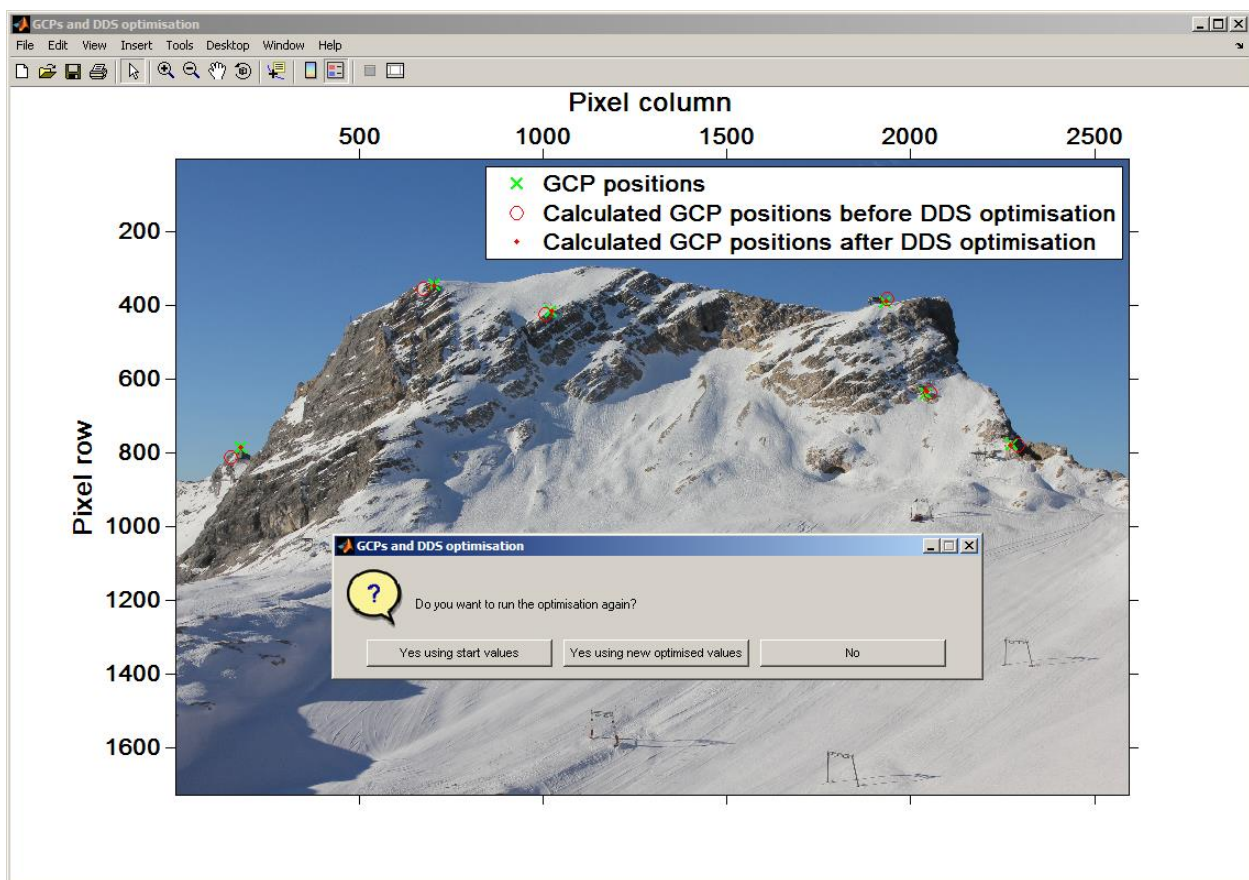 GCPs and DDS optimisation
File Edit View Insert Tools Desktop Window Help
Pixel column
500 1000 1500 2000 2500
GCP positions
Calculated GCP positions before DDS optimisation
Calculated GCP positions after DDS optimisation
Pixel row
200
400
600
800
1000
1200
1400
1600
GCPs and DDS optimisation
?
Do you want to run the optimisation again?
Yes using start values Yes using new optimised values No